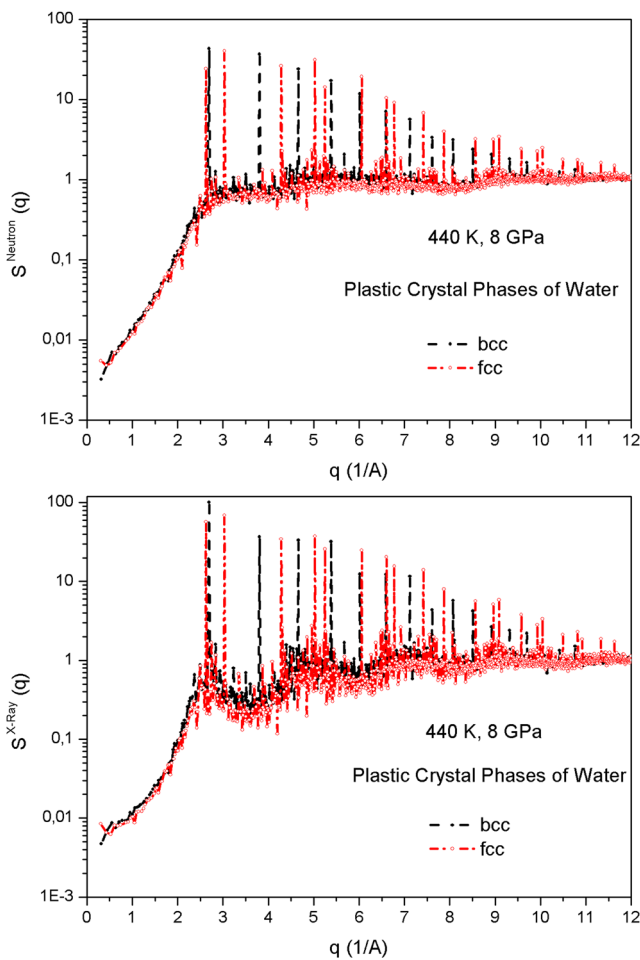 100
10
1
0,1
0,01
1E-3
S Neutron (q)
440 K, 8 GPa
Plastic Crystal Phases of Water
bcc
fcc
0 1 2 3 4 5 6 7 8 9 10 11 12
q (1/A)
100
10
1
0,1
0,01
1E-3
S X-Ray (q)
440 K, 8 GPa
Plastic Crystal Phases of Water
bcc
fcc
0 1 2 3 4 5 6 7 8 9 10 11 12
q (1/A)